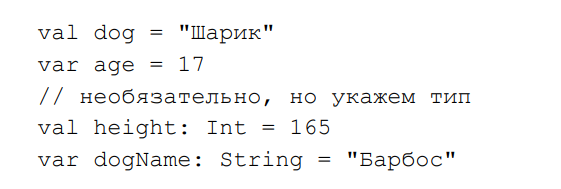 val dog = "Шарик"
var age = 17
// необязательно, но укажем тип
val height: Int = 165
var dogName: String = "Барбос"